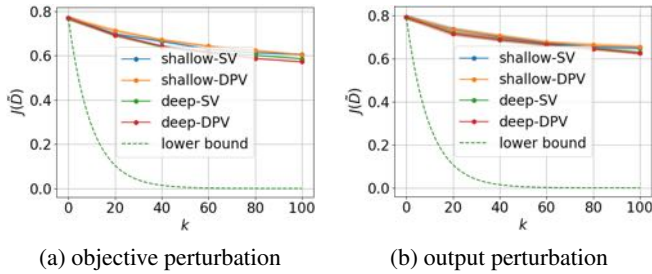 0.8
0.6
0.4
0.2
0.0
J(D̃)
shallow-SV
shallow-DPV
deep-SV
deep-DPV
lower bound
0 20 40 60 80 100
k
(a) objective perturbation
0.8
0.6
0.4
0.2
0.0
J(D̃)
shallow-SV
shallow-DPV
deep-SV
deep-DPV
lower bound
0 20 40 60 80 100
k
(b) output perturbation